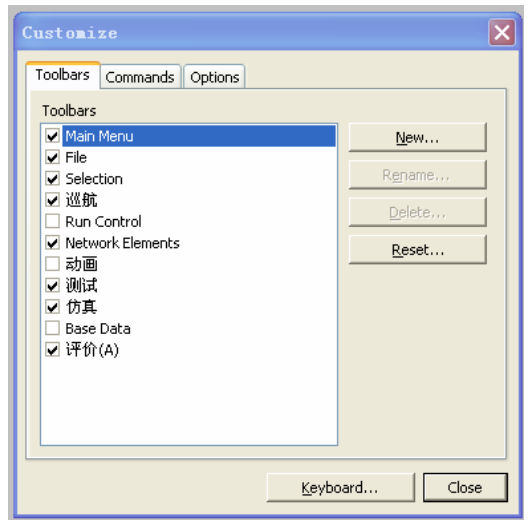 Customize
Toolbars Commands Options
Toolbars
Main Menu
File
Selection
巡航
Run Control
Network Elements
动画
测试
仿真
Base Data
评价(A)
New...
Rename...
Delete...
Reset...
Keyboard... Close